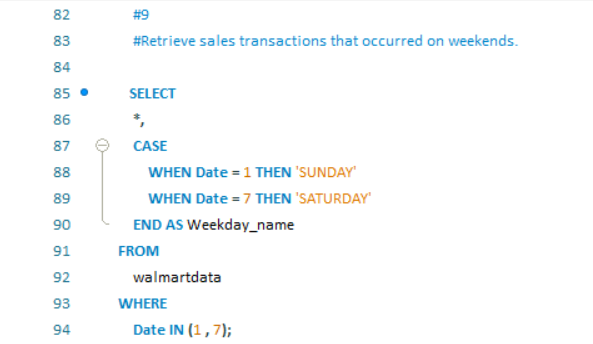 82 #9
83 #Retrieve sales transactions that occurred on weekends.
84
85 SELECT
86 *,
87 CASE
88 WHEN Date = 1 THEN 'SUNDAY'
89 WHEN Date = 7 THEN 'SATURDAY'
90 END AS Weekday_name
91 FROM
92 walmartdata
93 WHERE
94 Date IN (1 , 7);